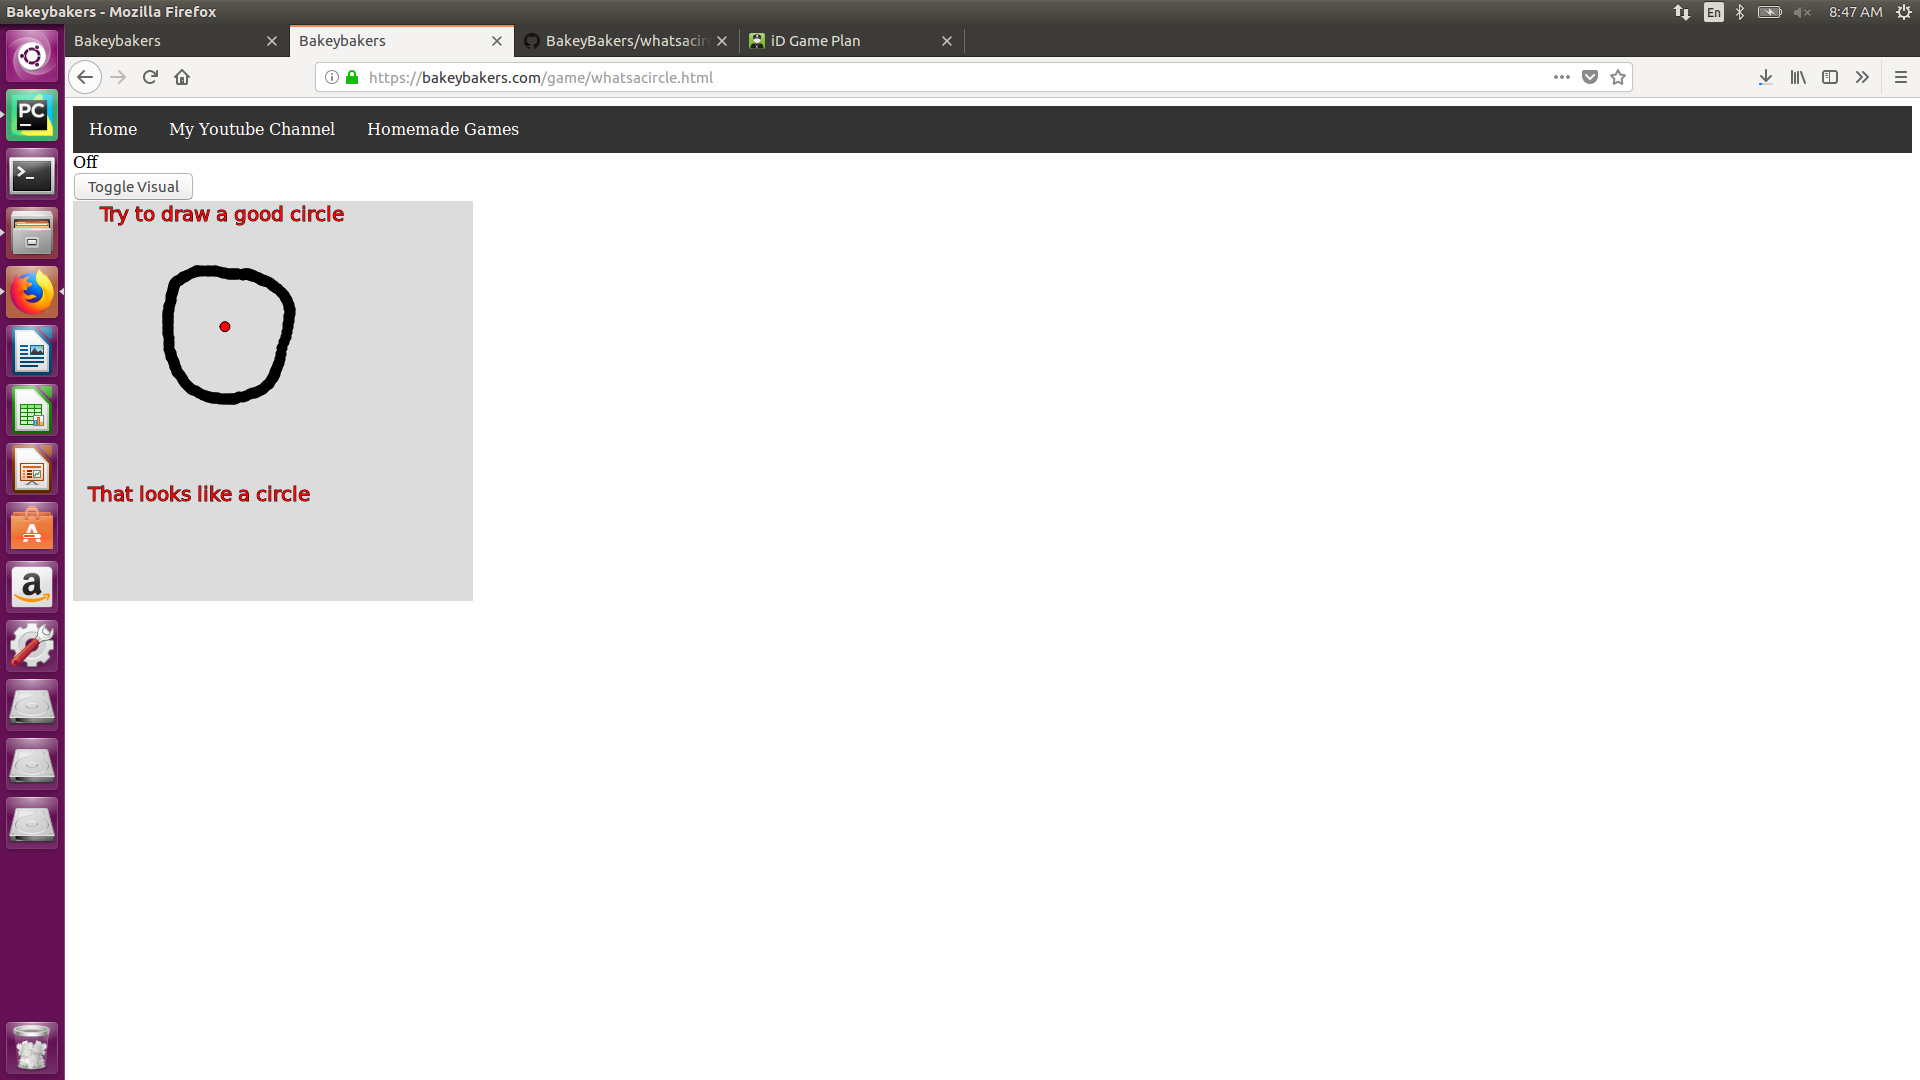 Bakeybakers - Mozilla Firefox
En
8:47 AM
Bakeybakers
Bakeybakers
BakeyBakers/whatsacir
iD Game Plan
https://bakeybakers.com/game/whatsacircle.html
Home
My Youtube Channel
Homemade Games
Off
Toggle Visual
Try to draw a good circle
That looks like a circle
PC
A
a